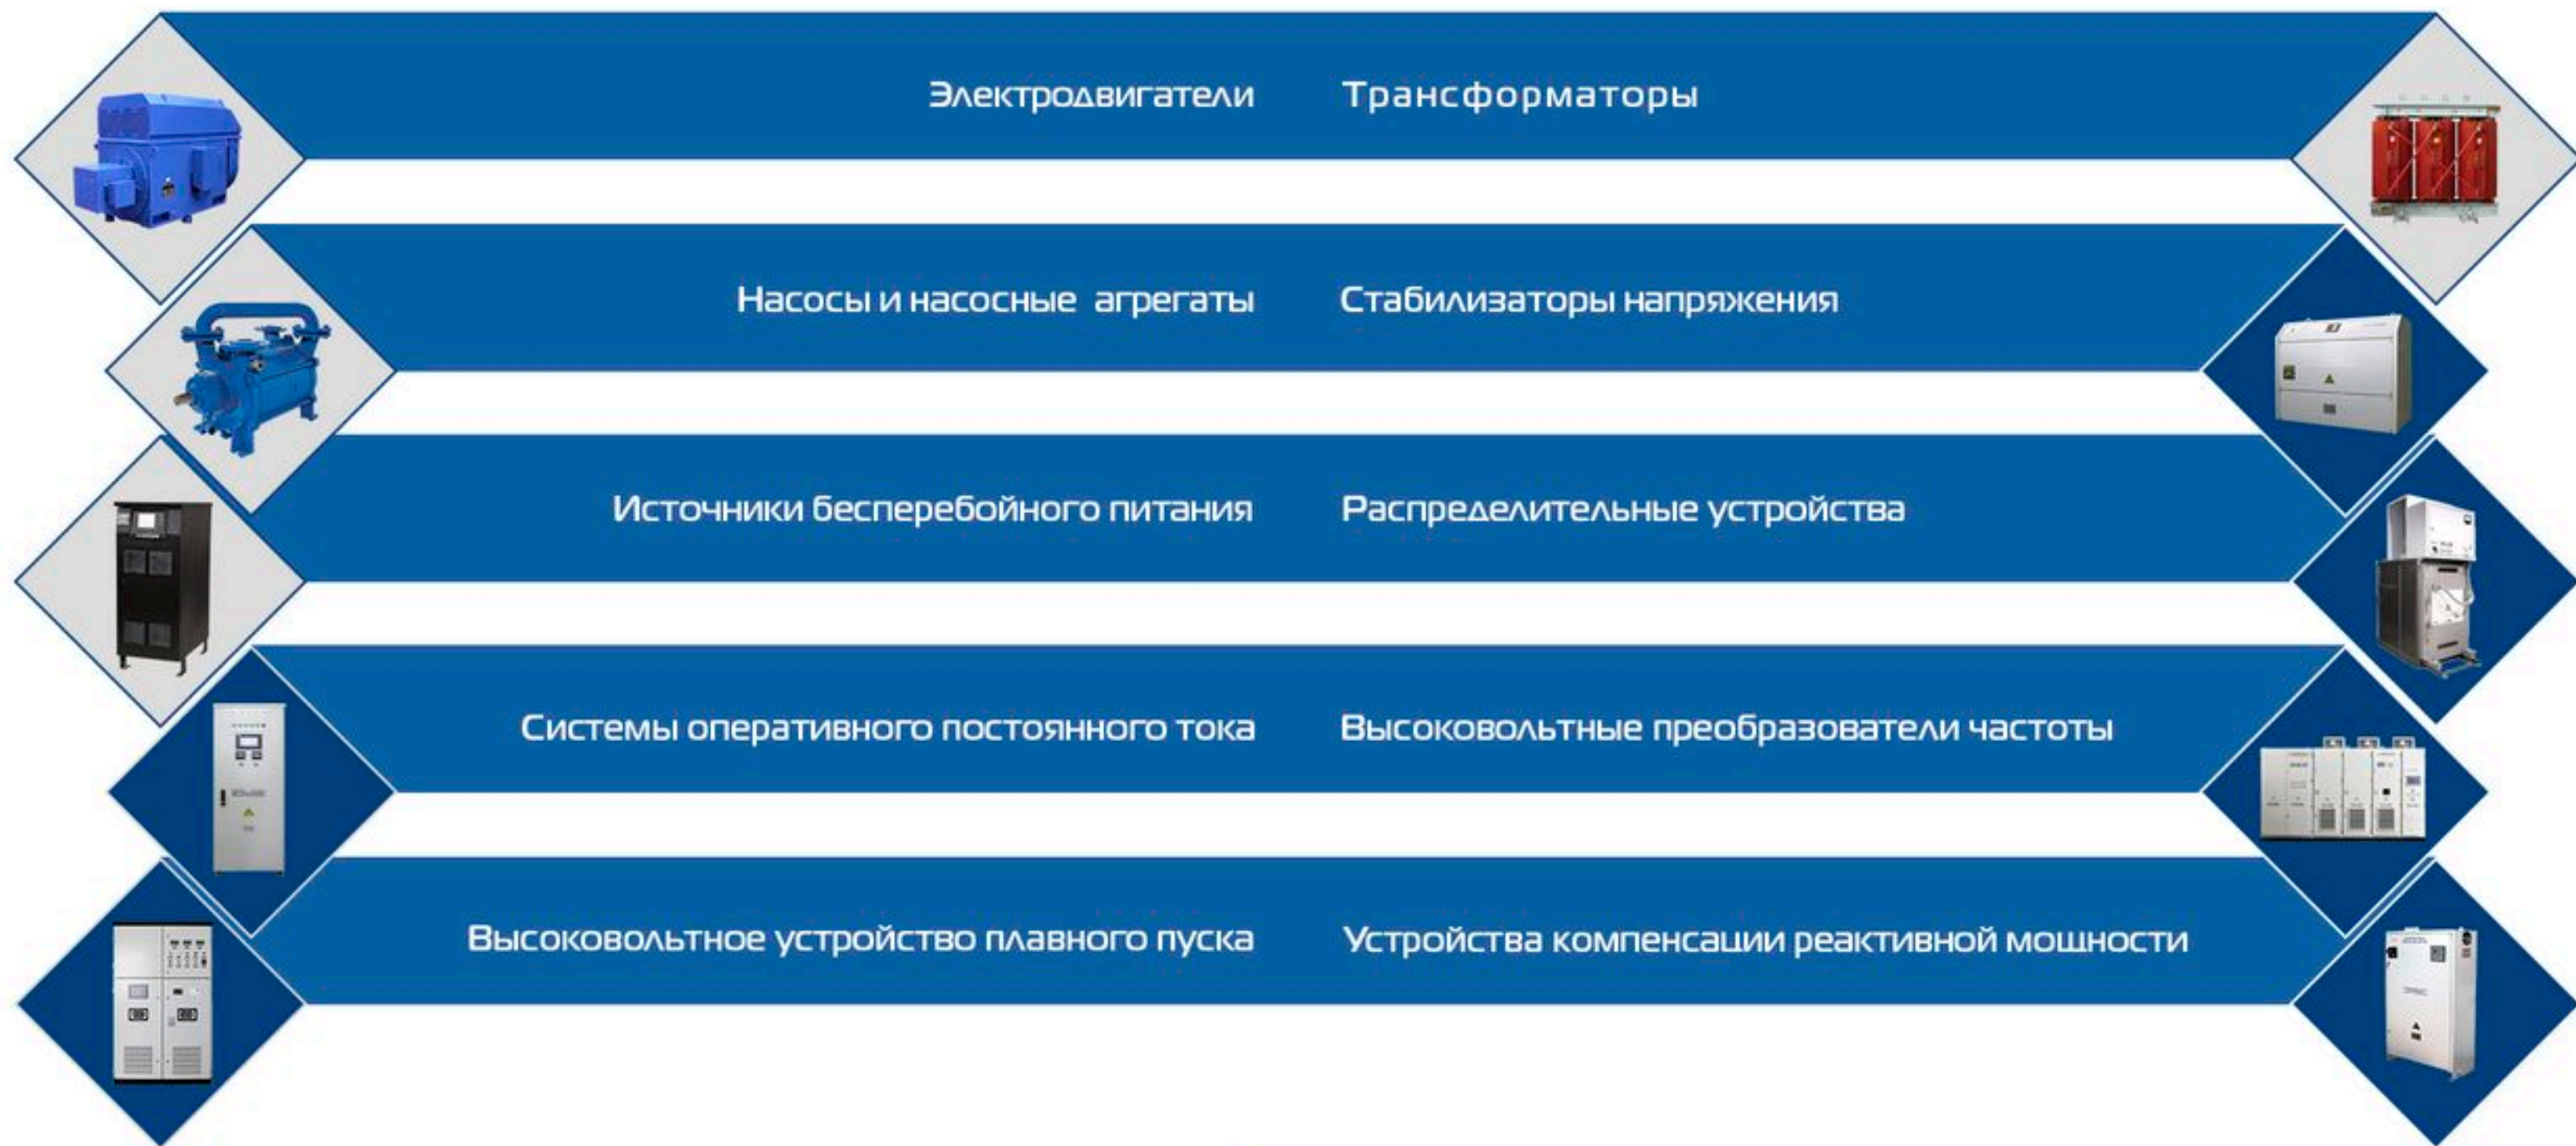 Электродвигатели
Трансформаторы
Насосы и насосные агрегаты
Стабилизаторы напряжения
Источники бесперебойного питания
Распределительные устройства
Системы оперативного постоянного тока
Высоковольтные преобразователи частоты
Высоковольтное устройство плавного пуска
Устройства компенсации реактивной мощности